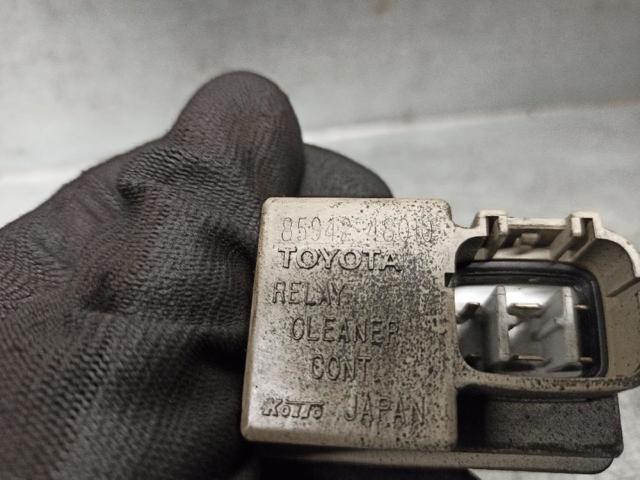 85942-48010
TOYOTA
RELAY
CLEANER
CONT
KOITO JAPAN